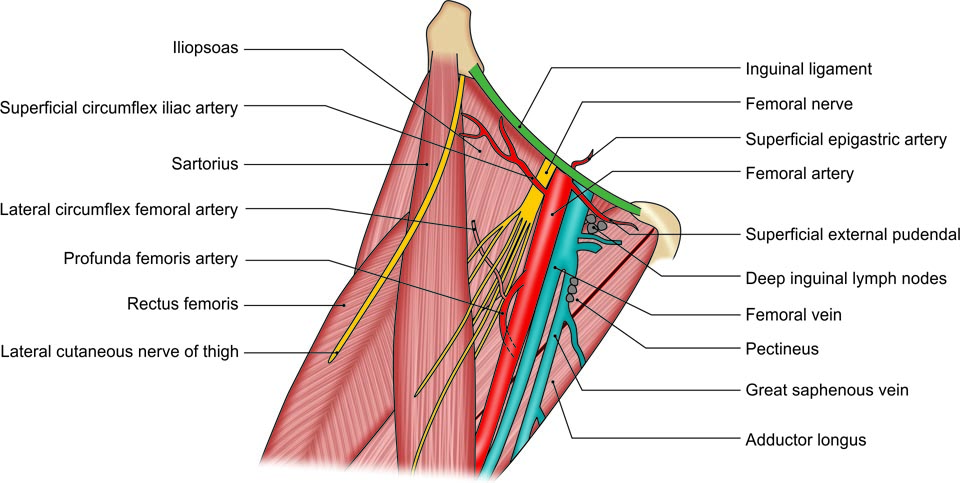 Iliopsoas
Superficial circumflex iliac artery
Sartorius
Lateral circumflex femoral artery
Profunda femoris artery
Rectus femoris
Lateral cutaneous nerve of thigh
Inguinal ligament
Femoral nerve
Superficial epigastric artery
Femoral artery
Superficial external pudendal
Deep inguinal lymph nodes
Femoral vein
Pectineus
Great saphenous vein
Adductor longus